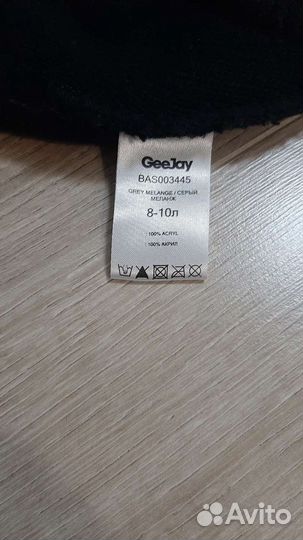 GeeJay
BAS003445
GREY MELANGE / СЕРЫЙ
МЕЛАНЖ
8-10л
100% ACRYL
100% АКРИЛ
Avito